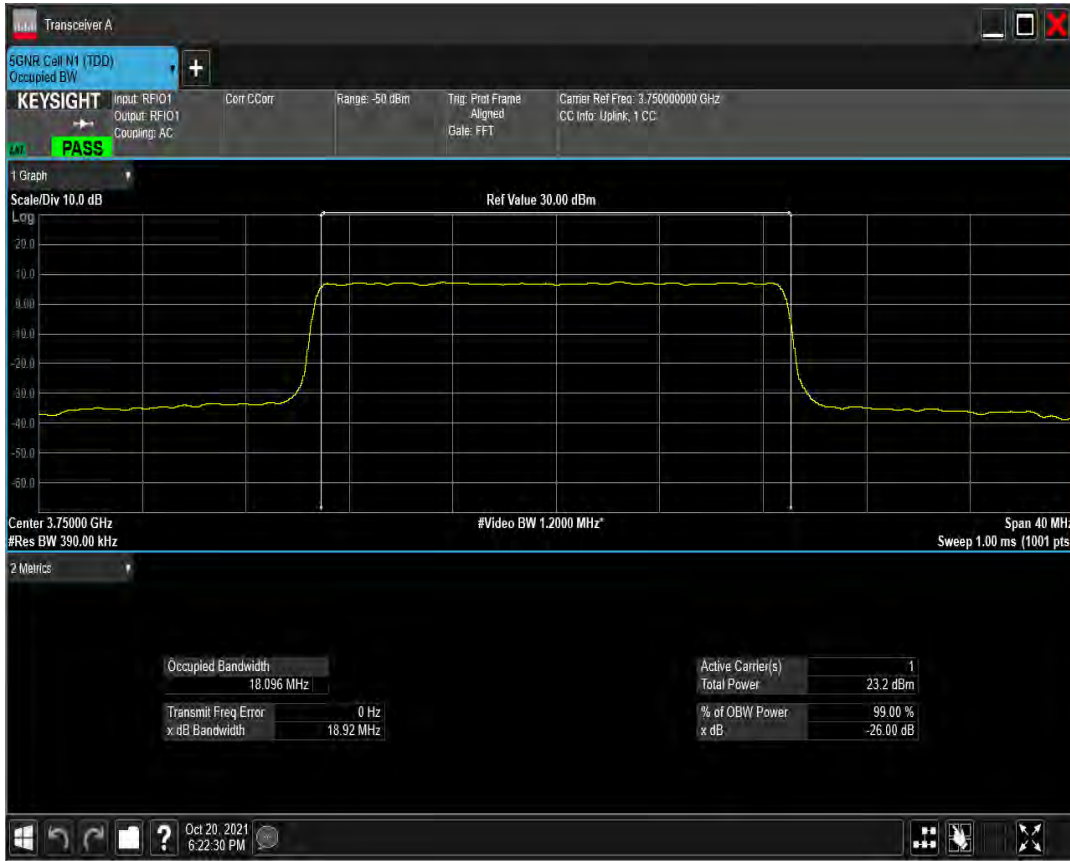 Transceiver A
5GNR Cell N1 (TDD)
Occupied BW
+
KEYSIGHT
Input: RFIO1
Output: RFIO1
Coupling: AC
Corr CCorr
Range: -50 dBm
Trig: Prot Frame
Aligned
Gate: FFT
Carrier Ref Freq: 3.750000000 GHz
CC Info: Uplink, 1 CC
PASS
1 Graph
Scale/Div 10.0 dB
Ref Value 30.00 dBm
Log
20.0
10.0
0.00
-10.0
-20.0
-30.0
-40.0
-50.0
-60.0
Center 3.75000 GHz
#Video BW 1.2000 MHz*
Span 40 MHz
#Res BW 390.00 kHz
Sweep 1.00 ms (1001 pts
2 Metrics
Occupied Bandwidth
18.096 MHz
Transmit Freq Error 0 Hz
x dB Bandwidth 18.92 MHz
Active Carrier(s) 1
Total Power 23.2 dBm
% of OBW Power 99.00 %
x dB -26.00 dB
?
Oct 20, 2021
6:22:30 PM